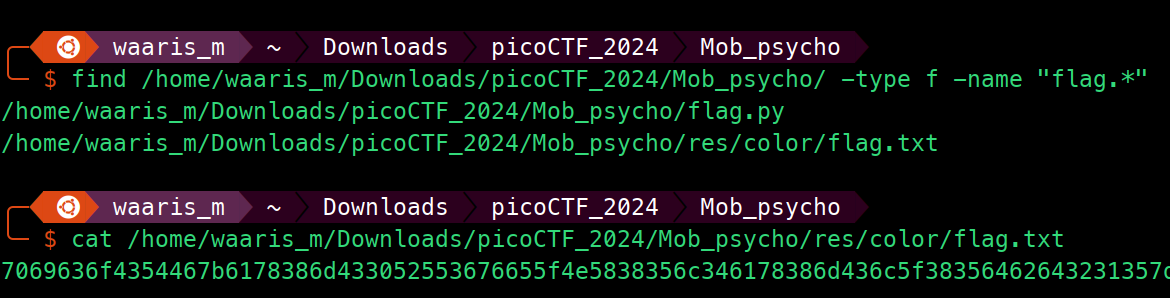 waaris_m ~ Downloads picoCTF_2024 Mob_psycho
$ find /home/waaris_m/Downloads/picoCTF_2024/Mob_psycho/ -type f -name "flag.*"
/home/waaris_m/Downloads/picoCTF_2024/Mob_psycho/flag.py
/home/waaris_m/Downloads/picoCTF_2024/Mob_psycho/res/color/flag.txt
waaris_m ~ Downloads picoCTF_2024 Mob_psycho
$ cat /home/waaris_m/Downloads/picoCTF_2024/Mob_psycho/res/color/flag.txt
7069636f4354467b6178386d433052553676655f4e5838356c346178386d436c5f38356462643231357d